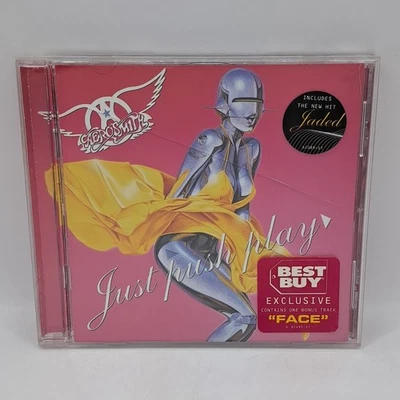 AEROSMITH
INCLUDES
THE NEW HIT
Jaded
Just push play
BEST
BUY
EXCLUSIVE
CONTAINS ONE BONUS TRACK
"FACE"